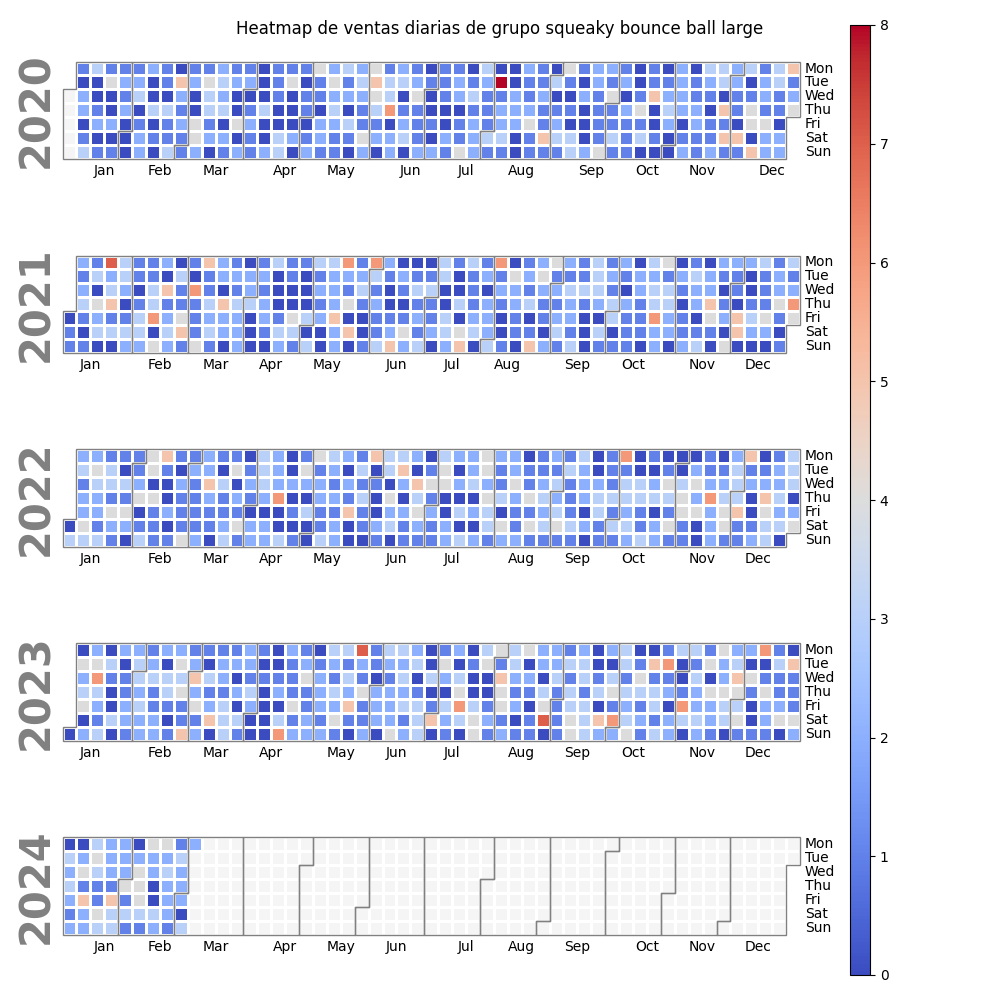 Heatmap de ventas diarias de grupo squeaky bounce ball large
2020
Mon
Tue
Wed
Thu
Fri
Sat
Sun
Jan Feb Mar Apr May Jun Jul Aug Sep Oct Nov Dec
2021
Mon
Tue
Wed
Thu
Fri
Sat
Sun
Jan Feb Mar Apr May Jun Jul Aug Sep Oct Nov Dec
2022
Mon
Tue
Wed
Thu
Fri
Sat
Sun
Jan Feb Mar Apr May Jun Jul Aug Sep Oct Nov Dec
2023
Mon
Tue
Wed
Thu
Fri
Sat
Sun
Jan Feb Mar Apr May Jun Jul Aug Sep Oct Nov Dec
2024
Mon
Tue
Wed
Thu
Fri
Sat
Sun
Jan Feb Mar Apr May Jun Jul Aug Sep Oct Nov Dec
8
7
6
5
4
3
2
1
0